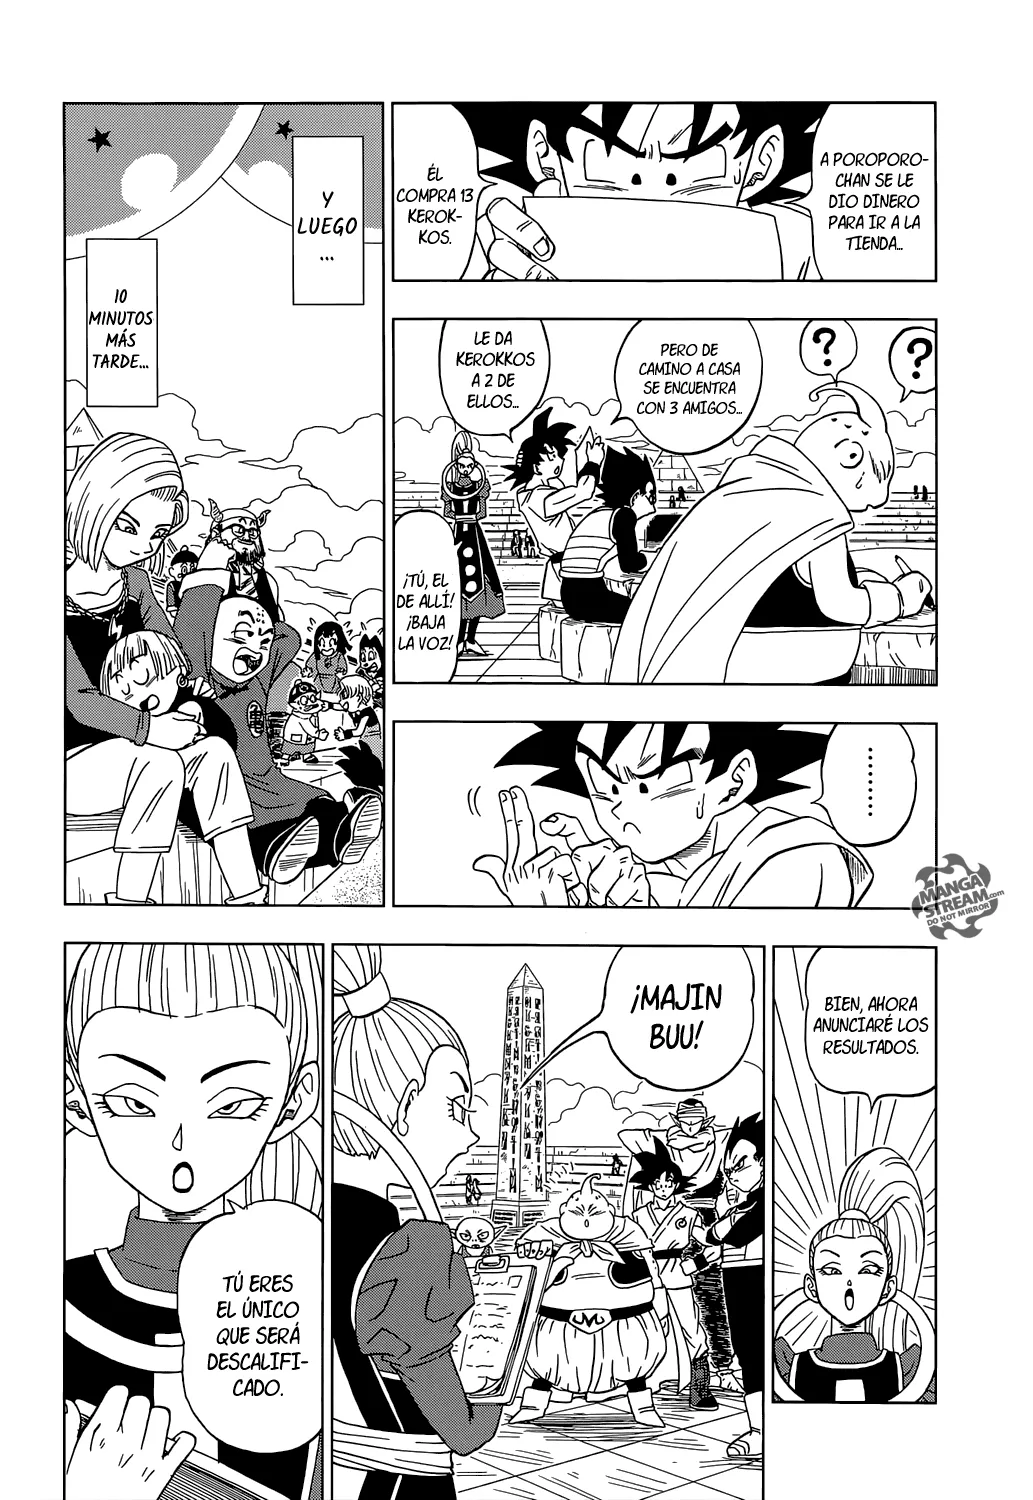 A POROPORO-
CHAN SE LE
DIO DINERO
PARA IR A LA
TIENDA...
ÉL
COMPRA 13
KEROK-
KOS.
?
?
PERO DE
CAMINO A CASA
SE ENCUENTRA
CON 3 AMIGOS...
LE DA
KEROKKOS
A 2 DE
ELLOS...
¡TÚ, EL
DE ALLÍ!
¡BAJA
LA VOZ!
.......
Y
LUEGO
...
10
MINUTOS
MÁS
TARDE...
MANGA
STREAM.com
DO NOT MIRROR
BIEN, AHORA
ANUNCIARÉ LOS
RESULTADOS.
¡MAJIN
BUU!
M
TÚ ERES
EL ÚNICO
QUE SERÁ
DESCALIFI-
CADO.